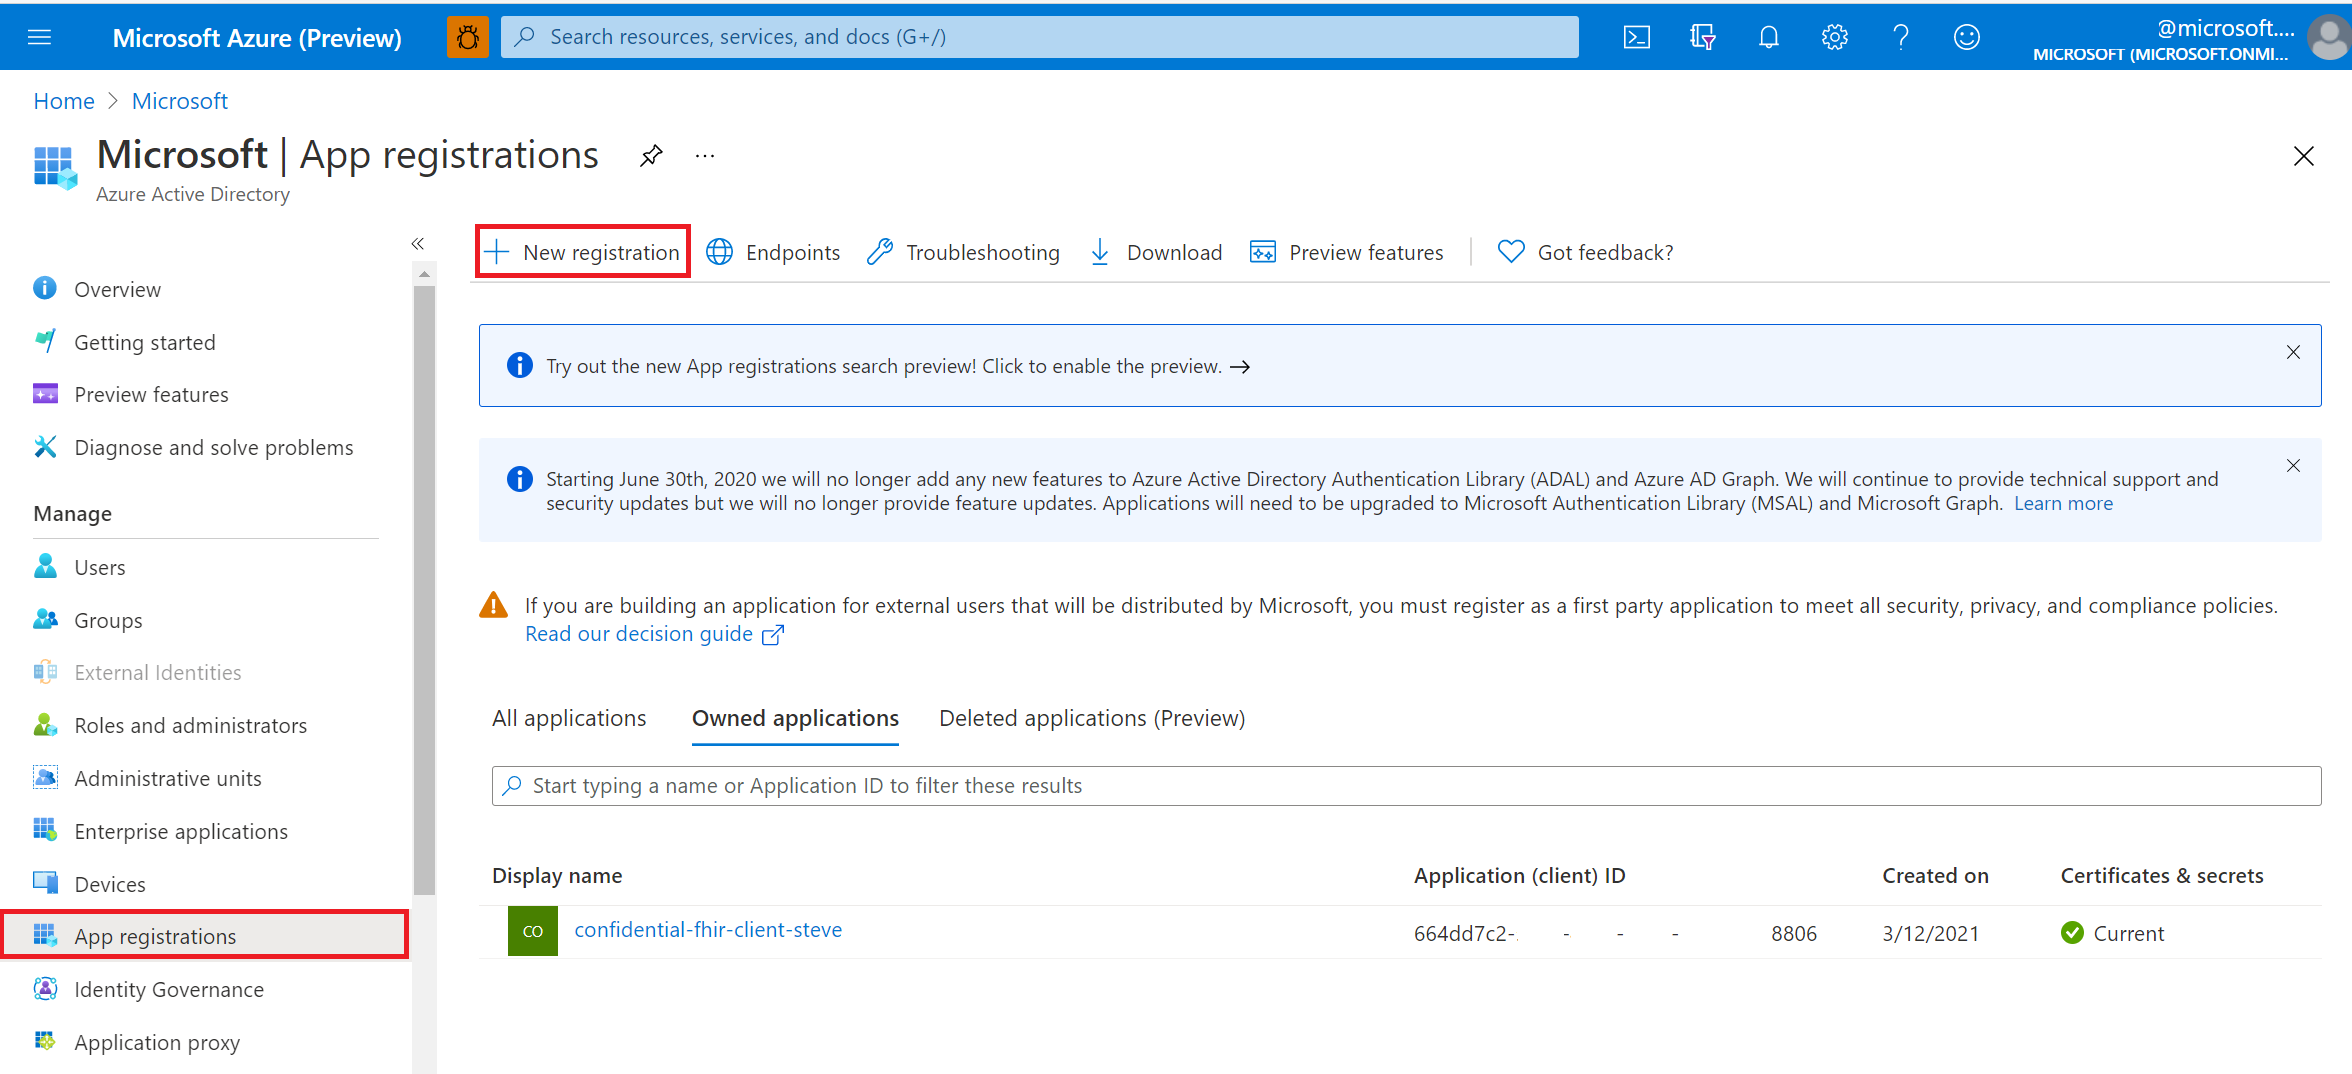 Microsoft Azure (Preview)
Search resources, services, and docs (G+/)
@microsoft....
MICROSOFT (MICROSOFT.ONMI...
Home > Microsoft
Microsoft | App registrations
Azure Active Directory
New registration
Endpoints
Troubleshooting
Download
Preview features
Got feedback?
Overview
Getting started
Preview features
Diagnose and solve problems
Manage
Users
Groups
External Identities
Roles and administrators
Administrative units
Enterprise applications
Devices
App registrations
Identity Governance
Application proxy
Try out the new App registrations search preview! Click to enable the preview. →
Starting June 30th, 2020 we will no longer add any new features to Azure Active Directory Authentication Library (ADAL) and Azure AD Graph. We will continue to provide technical support and
security updates but we will no longer provide feature updates. Applications will need to be upgraded to Microsoft Authentication Library (MSAL) and Microsoft Graph. Learn more
If you are building an application for external users that will be distributed by Microsoft, you must register as a first party application to meet all security, privacy, and compliance policies.
Read our decision guide
All applications
Owned applications
Deleted applications (Preview)
Start typing a name or Application ID to filter these results
Display name
Application (client) ID
Created on
Certificates & secrets
CO
confidential-fhir-client-steve
664dd7c2- - - - 8806
3/12/2021
Current